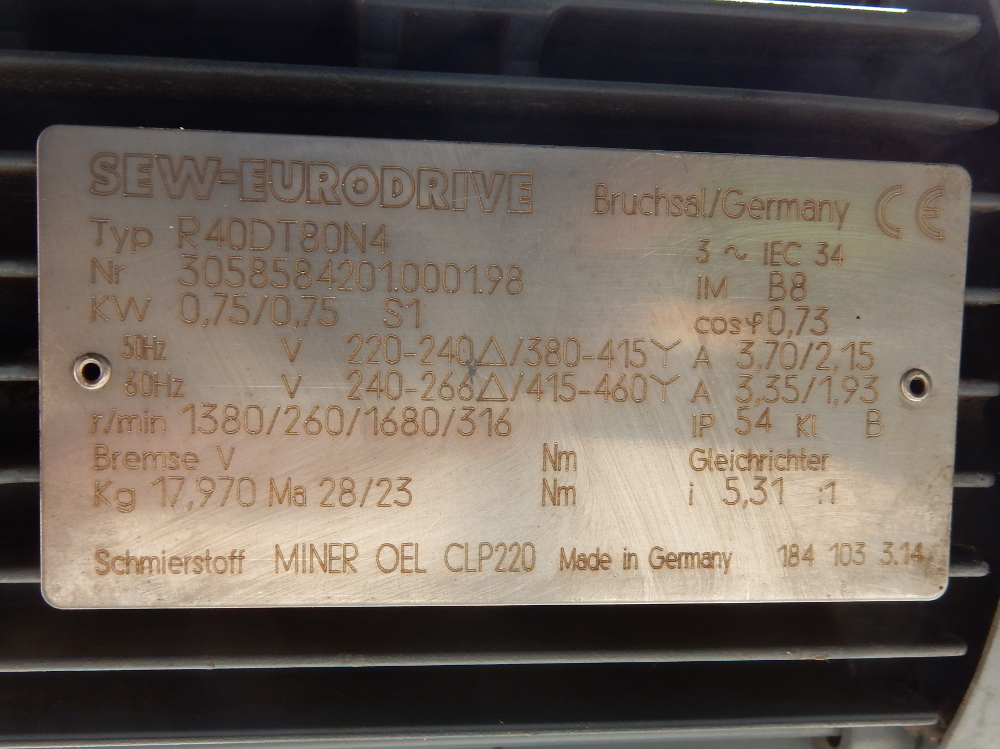 SEW-EURODRIVE Bruchsal/Germany CE
Typ R40DT80N4 3 ~ IEC 34
Nr 3058584201.0001.98 IM B8
KW 0,75/0,75 S1 cosφ 0,73
50Hz V 220-240△/380-415Y A 3,70/2,15
60Hz V 240-266△/415-460Y A 3,35/1,93
r/min 1380/260/1680/316 IP 54 Kl B
Bremse V Nm Gleichrichter
Kg 17,970 Ma 28/23 Nm i 5,31 :1
Schmierstoff MINER OEL CLP220 Made in Germany 184 103 3.14